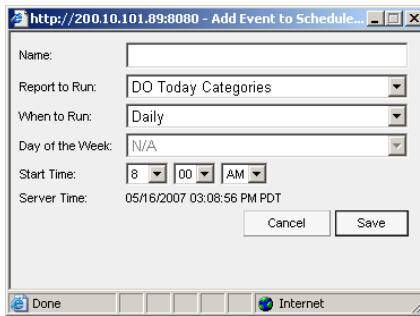 http://200.10.101.89:8080 - Add Event to Schedule...
Name:
Report to Run: DO Today Categories
When to Run: Daily
Day of the Week: N/A
Start Time: 8 00 AM
Server Time: 05/16/2007 03:08:56 PM PDT
Cancel Save
Done Internet